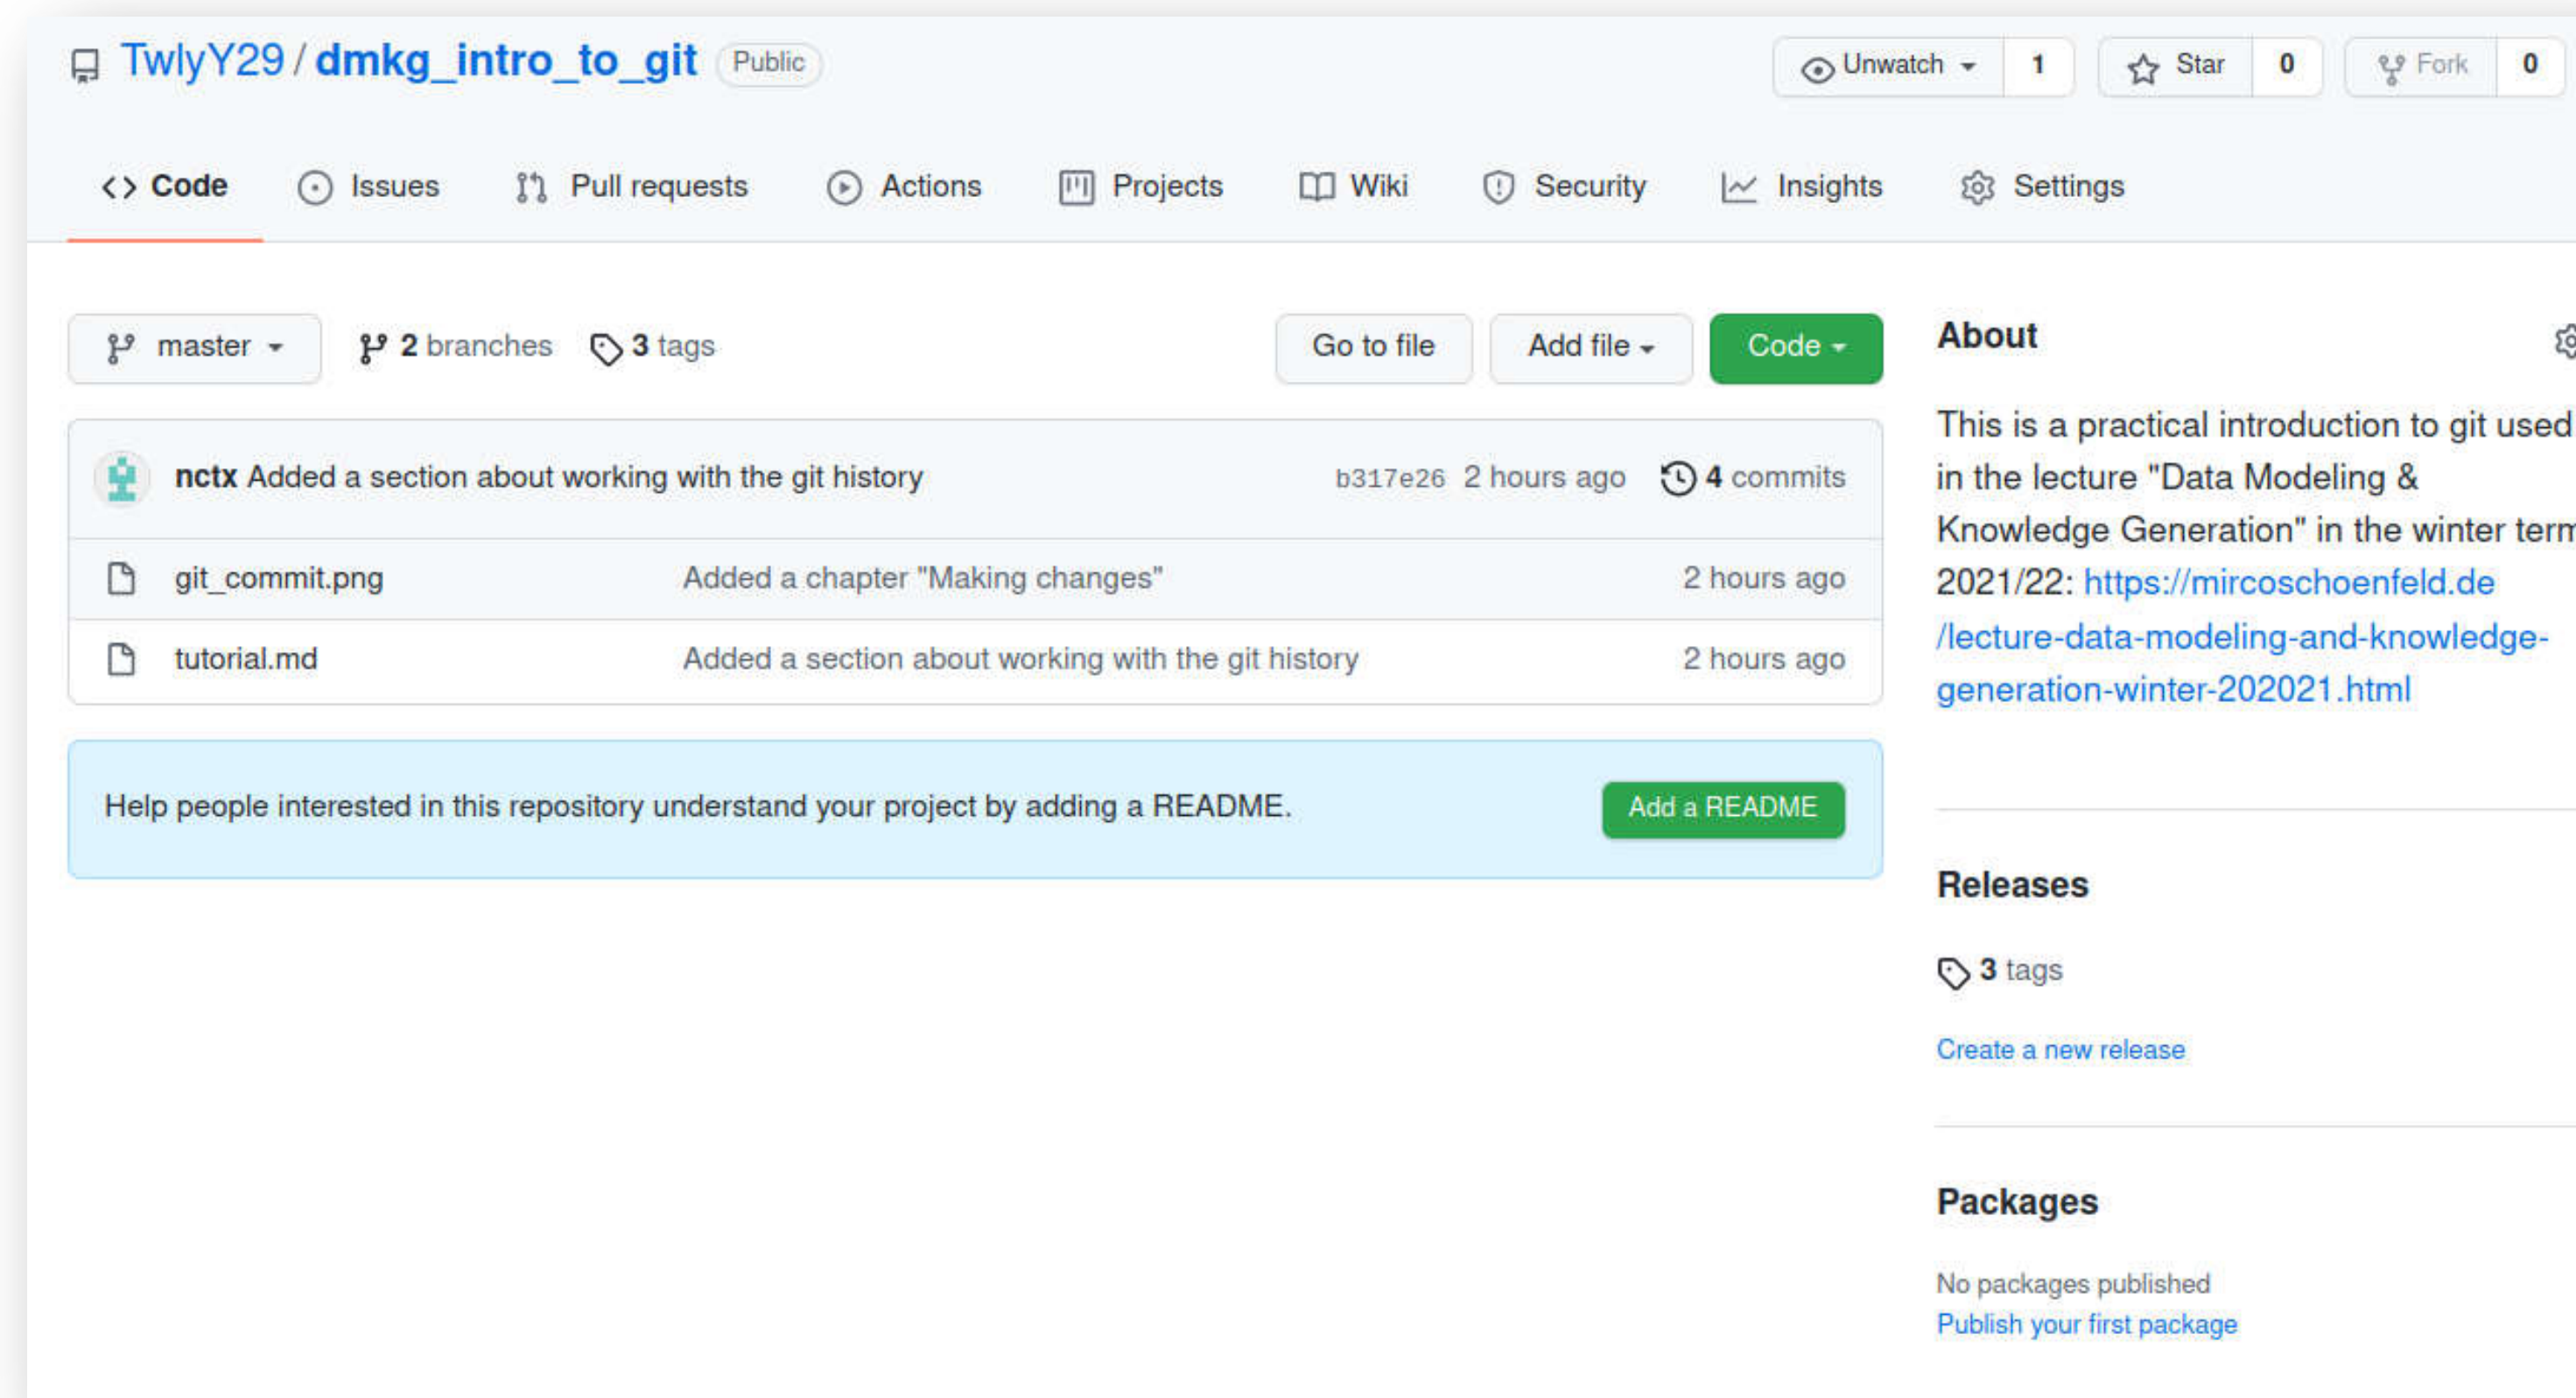 TwlyY29 / dmkg_intro_to_git Public Unwatch 1 Star 0 Fork 0
Code Issues Pull requests Actions Projects Wiki Security Insights Settings
master 2 branches 3 tags Go to file Add file Code
nctx Added a section about working with the git history b317e26 2 hours ago 4 commits
git_commit.png Added a chapter "Making changes" 2 hours ago
tutorial.md Added a section about working with the git history 2 hours ago
Help people interested in this repository understand your project by adding a README. Add a README
About
This is a practical introduction to git used
in the lecture "Data Modeling &
Knowledge Generation" in the winter term
2021/22: https://mircoschoenfeld.de
/lecture-data-modeling-and-knowledge-
generation-winter-202021.html
Releases
3 tags
Create a new release
Packages
No packages published
Publish your first package